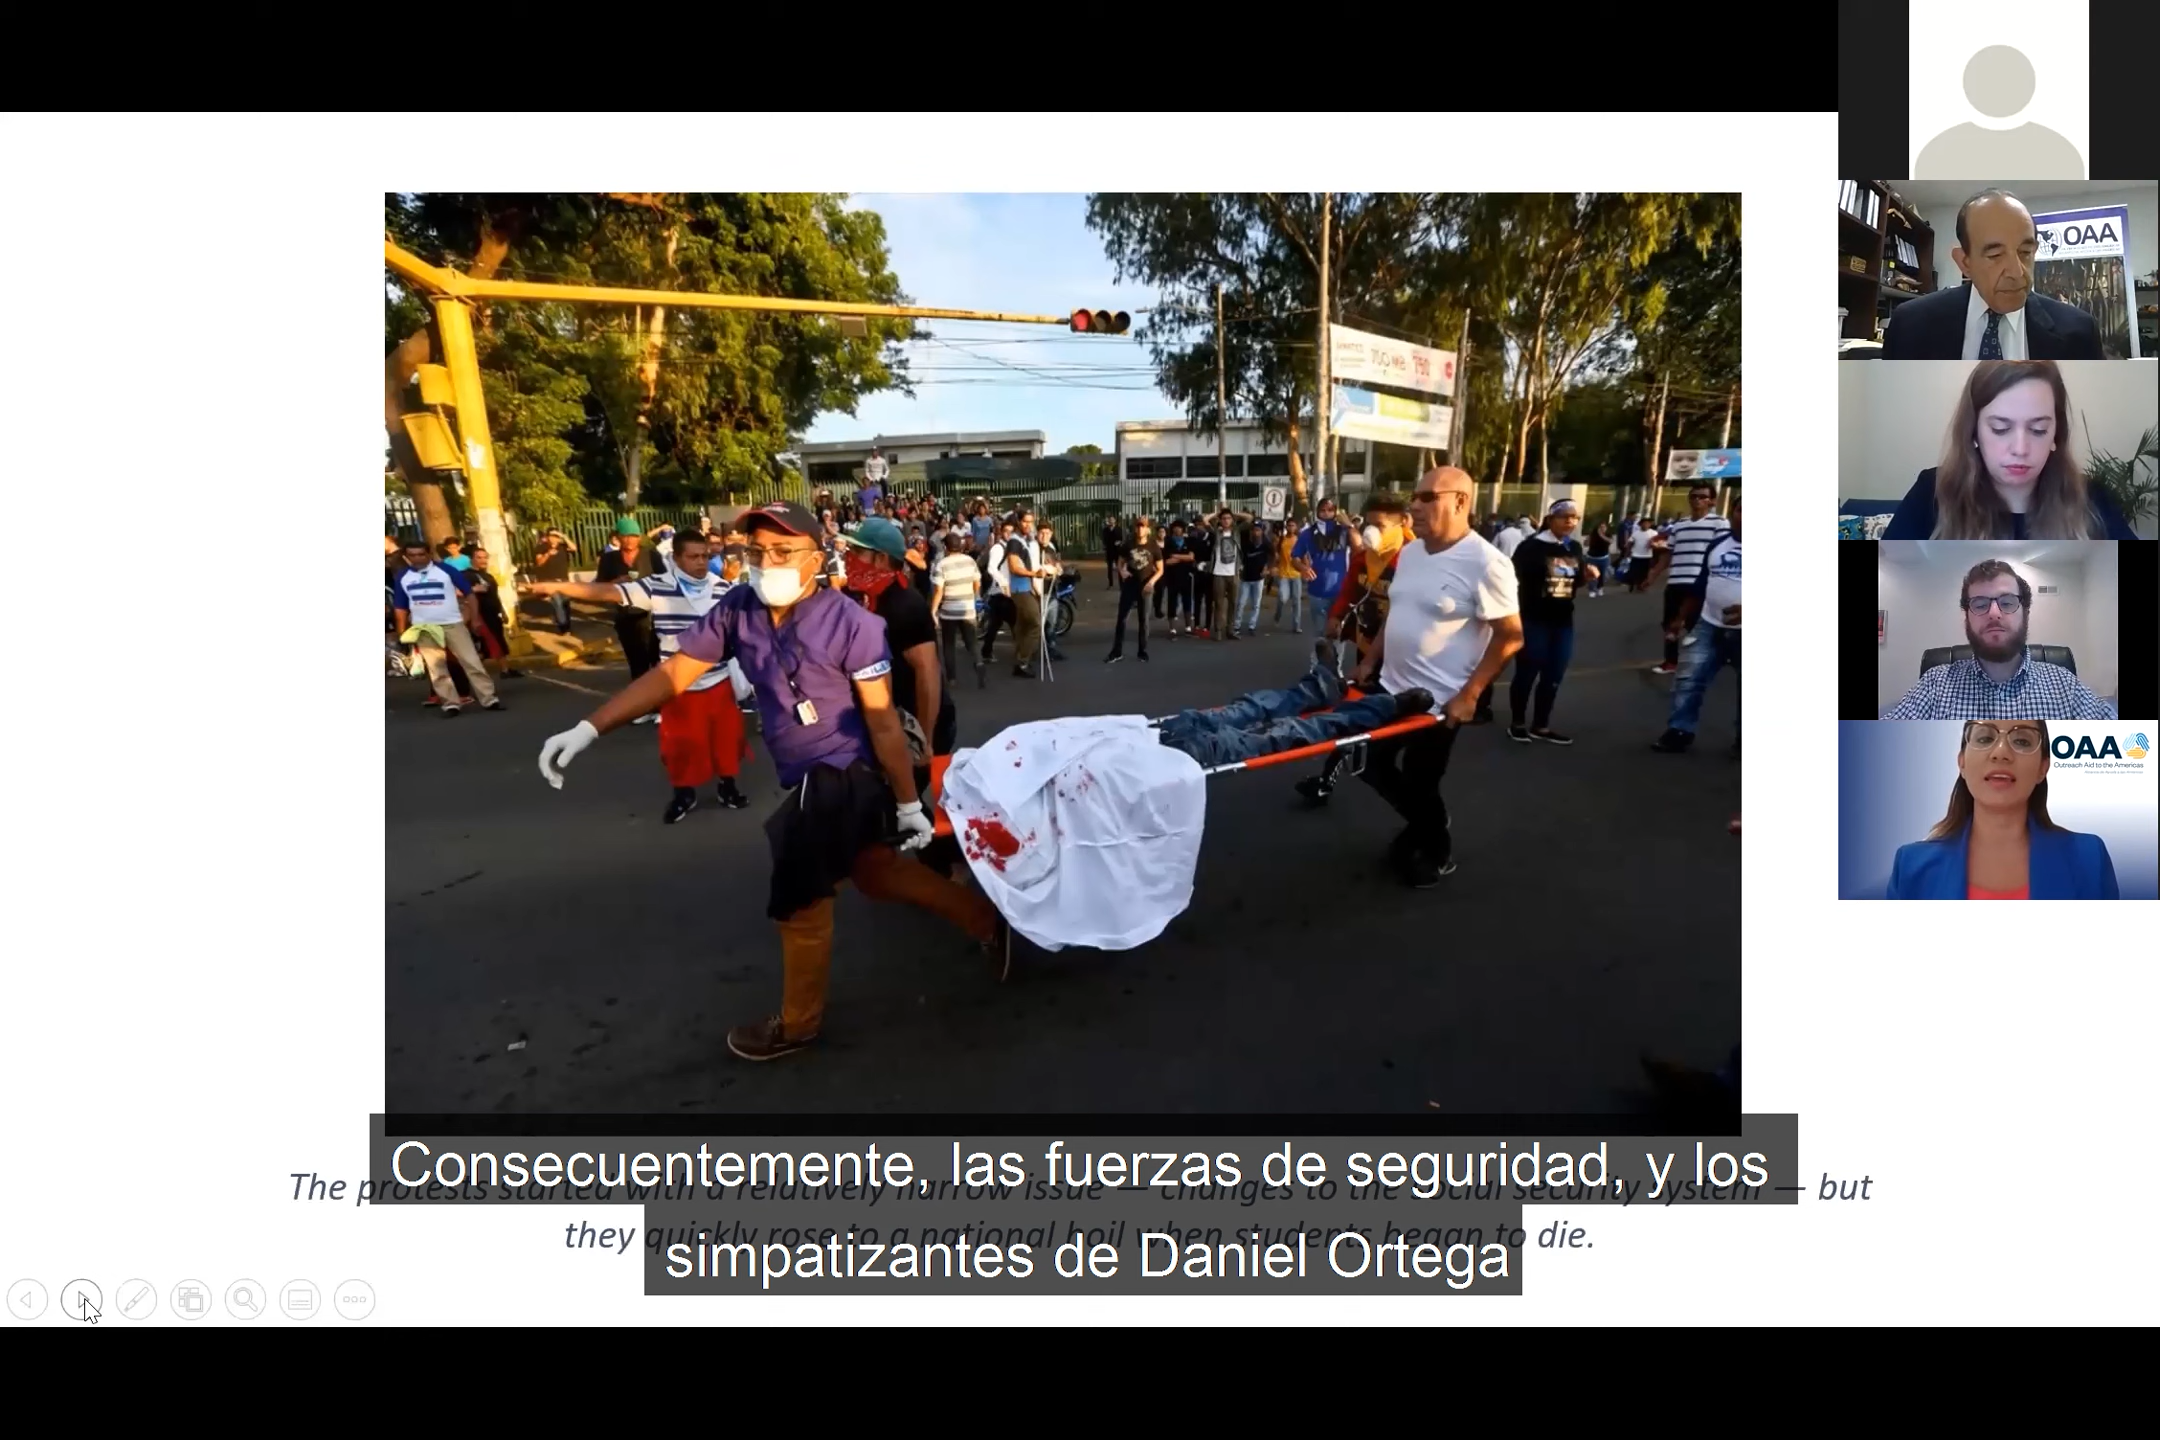 OAA
OAA
Outreach Aid to the Americas
The protests started with a relatively narrow issue — changes to the social security system — but
they quickly rose to a national boil when students began to die.
Consecuentemente, las fuerzas de seguridad, y los
simpatizantes de Daniel Ortega